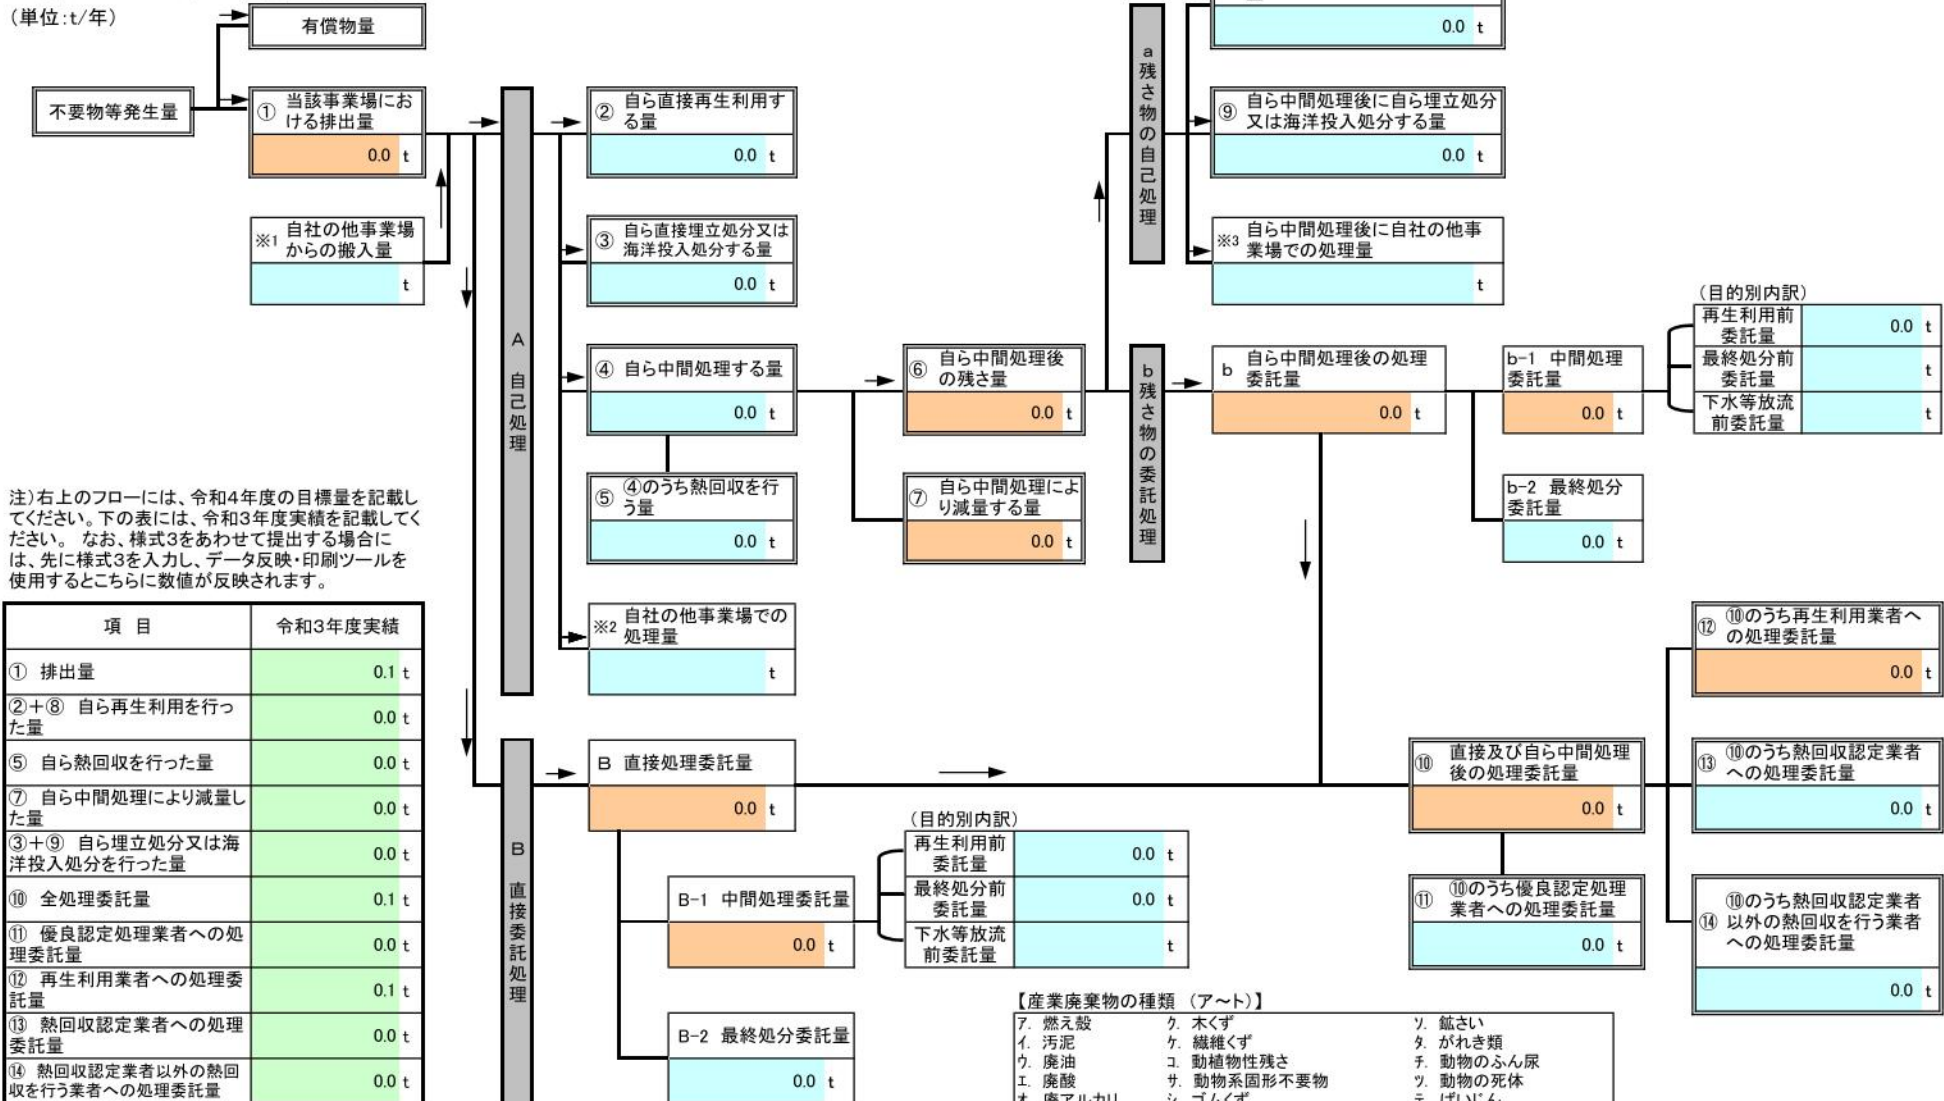 (単位:t/年)
有償物量
不要物等発生量
① 当該事業場にお
ける排出量
0.0 t
※1 自社の他事業場
からの搬入量
t
A 自己処理
② 自ら直接再生利用す
る量
0.0 t
③ 自ら直接埋立処分又は
海洋投入処分する量
0.0 t
④ 自ら中間処理する量
0.0 t
⑤ ④のうち熱回収を行
う量
0.0 t
※2 自社の他事業場での
処理量
t
⑥ 自ら中間処理後
の残さ量
0.0 t
⑦ 自ら中間処理によ
り減量する量
0.0 t
a 残さ物の自己処理
0.0 t
⑨ 自ら中間処理後に自ら埋立処分
又は海洋投入処分する量
0.0 t
※3 自ら中間処理後に自社の他事
業場での処理量
t
b 残さ物の委託処理
b 自ら中間処理後の処理
委託量
0.0 t
b-1 中間処理
委託量
0.0 t
(目的別内訳)
再生利用前
委託量
0.0 t
最終処分前
委託量
t
下水等放流
前委託量
t
b-2 最終処分
委託量
0.0 t
注)右上のフローには、令和4年度の目標量を記載し
てください。下の表には、令和3年度実績を記載してく
ださい。 なお、様式3をあわせて提出する場合に
は、先に様式3を入力し、データ反映・印刷ツールを
使用するとこちらに数値が反映されます。
項 目 令和3年度実績
① 排出量 0.1 t
②+⑧ 自ら再生利用を行っ
た量 0.0 t
⑤ 自ら熱回収を行った量 0.0 t
⑦ 自ら中間処理により減量し
た量 0.0 t
③+⑨ 自ら埋立処分又は海
洋投入処分を行った量 0.0 t
⑩ 全処理委託量 0.1 t
⑪ 優良認定処理業者への処
理委託量 0.0 t
⑫ 再生利用業者への処理委
託量 0.1 t
⑬ 熱回収認定業者への処理
委託量 0.0 t
⑭ 熱回収認定業者以外の熱回
収を行う業者への処理委託量 0.0 t
B 直接委託処理
B 直接処理委託量
0.0 t
B-1 中間処理委託量
0.0 t
(目的別内訳)
再生利用前
委託量
0.0 t
最終処分前
委託量
0.0 t
下水等放流
前委託量
t
B-2 最終処分委託量
0.0 t
⑩ 直接及び自ら中間処理
後の処理委託量
0.0 t
⑪ ⑩のうち優良認定処理
業者への処理委託量
0.0 t
⑫ ⑩のうち再生利用業者へ
の処理委託量
0.0 t
⑬ ⑩のうち熱回収認定業者
への処理委託量
0.0 t
⑭ ⑩のうち熱回収認定業者
以外の熱回収を行う業者
への処理委託量
0.0 t
【産業廃棄物の種類 (ア~ト)】
ア. 燃え殻 ク. 木くず ソ. 鉱さい
イ. 汚泥 ケ. 繊維くず タ. がれき類
ウ. 廃油 コ. 動植物性残さ チ. 動物のふん尿
エ. 廃酸 サ. 動物系固形不要物 ツ. 動物の死体
オ. 廃アルカリ シ. ゴムくず テ. ばいじん